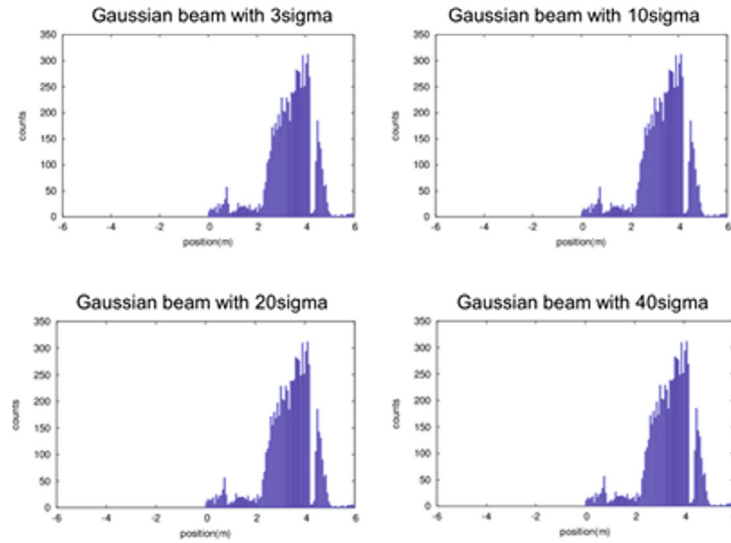 Gaussian beam with 3sigma
350
300
250
200
150
100
50
0
counts
-6 -4 -2 0 2 4 6
position(m)
Gaussian beam with 10sigma
350
300
250
200
150
100
50
0
counts
-6 -4 -2 0 2 4 6
position(m)
Gaussian beam with 20sigma
350
300
250
200
150
100
50
0
counts
-6 -4 -2 0 2 4 6
position(m)
Gaussian beam with 40sigma
350
300
250
200
150
100
50
0
counts
-6 -4 -2 0 2 4
position(m)